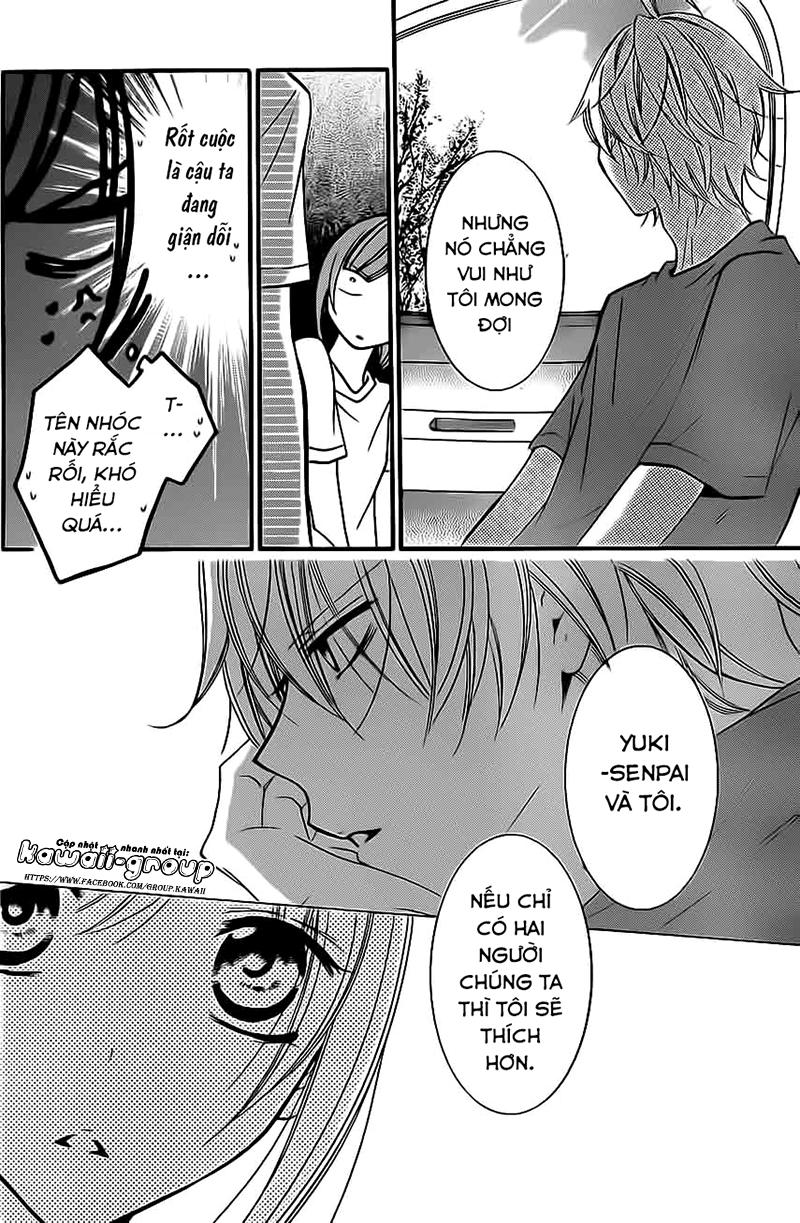 NHƯNG
NÓ CHẲNG
VUI NHƯ
TÔI MONG
ĐỢI
Rốt cuộc
là cậu ta
đang
giận dỗi
...
T-
...
TÊN NHÓC
NÀY RẮC
RỐI, KHÓ
HIỂU
QUÁ...
YUKI
-SENPAI
VÀ TÔI.
Cập nhật nhanh nhất tại:
kawaii-group
HTTPS://WWW.FACEBOOK.COM/GROUP.KAWAII
NẾU CHỈ
CÓ HAI
NGƯỜI
CHÚNG TA
THÌ TÔI SẼ
THÍCH
HƠN.